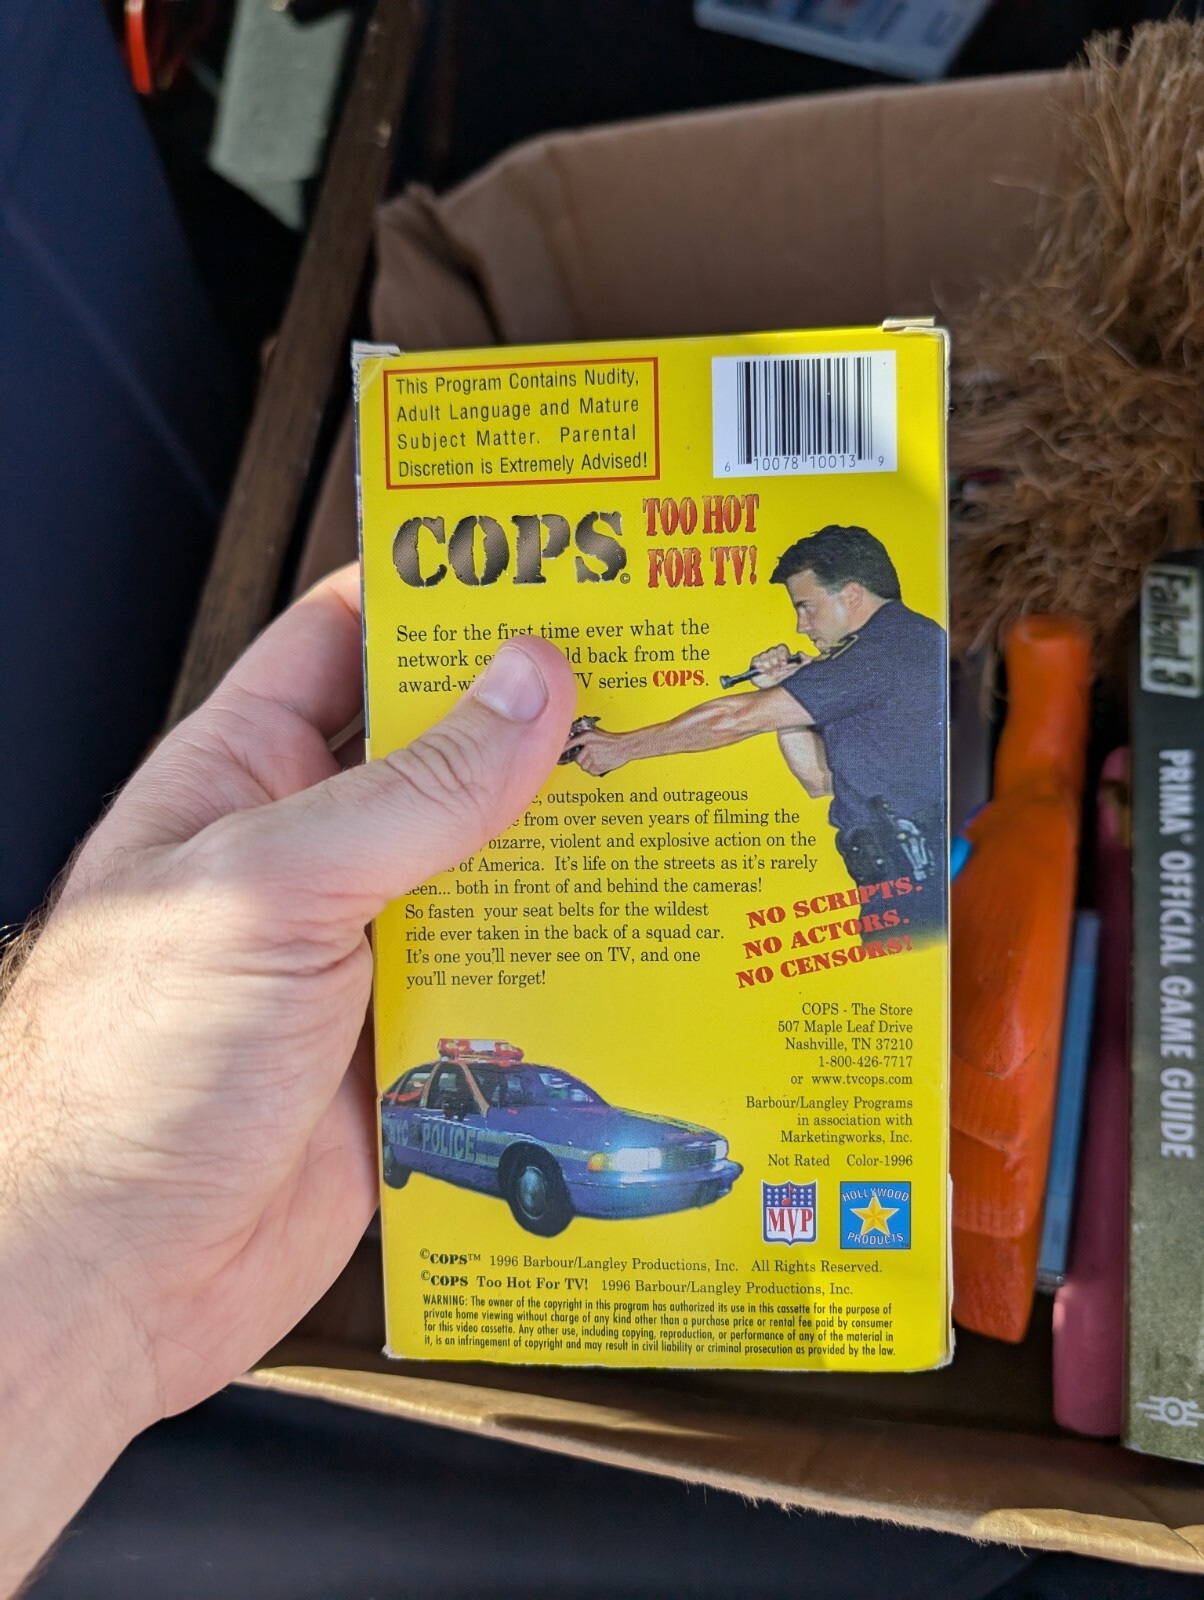 This Program Contains Nudity,
Adult Language and Mature
Subject Matter. Parental
Discretion is Extremely Advised!
6 10078 10013 9
COPS©
TOO HOT
FOR TV!
See for the first time ever what the
network ld back from the
TV series COPS.
outspoken and outrageous
from over seven years of filming the
bizarre, violent and explosive action on the
of America. It's life on the streets as it's rarely
seen... both in front of and behind the cameras!
So fasten your seat belts for the wildest
ride ever taken in the back of a squad car.
It's one you'll never see on TV, and one
you'll never forget!
NO SCRIPTS.
NO ACTORS.
NO CENSORS!
COPS - The Store
507 Maple Leaf Drive
Nashville, TN 37210
1-800-426-7717
or www.tvcops.com
Barbour/Langley Programs
in association with
Marketingworks, Inc.
Not Rated Color-1996
POLICE
MVP
HOLLYWOOD
PRODUCTS
©COPS™ 1996 Barbour/Langley Productions, Inc. All Rights Reserved.
©COPS Too Hot For TV! 1996 Barbour/Langley Productions, Inc.
WARNING: The owner of the copyright in this program has authorized its use in this cassette for the purpose of
private home viewing without charge of any kind other than a purchase price or rental fee paid by consumer
for this video cassette. Any other use, including copying, reproduction, or performance of any of the material in
it, is an infringement of copyright and may result in civil liability or criminal prosecution as provided by the law.
Fallout 3
PRIMA® OFFICIAL GAME GUIDE